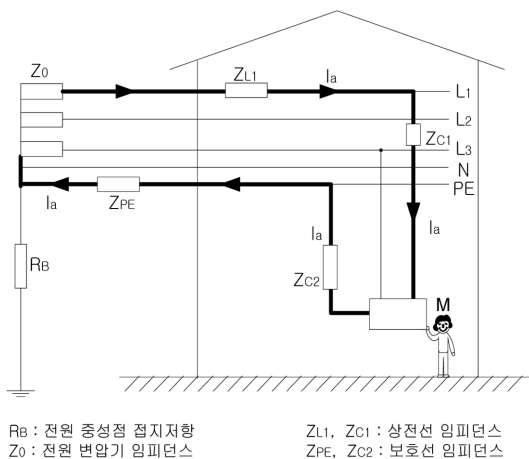 Z0
ZL1
Ia
L1
L2
ZC1
L3
N
PE
Ia
ZPE
Ia
Ia
RB
ZC2
M
RB : 전원 중성점 접지저항
Z0 : 전원 변압기 임피던스
ZL1, ZC1 : 상전선 임피던스
ZPE, ZC2 : 보호선 임피던스